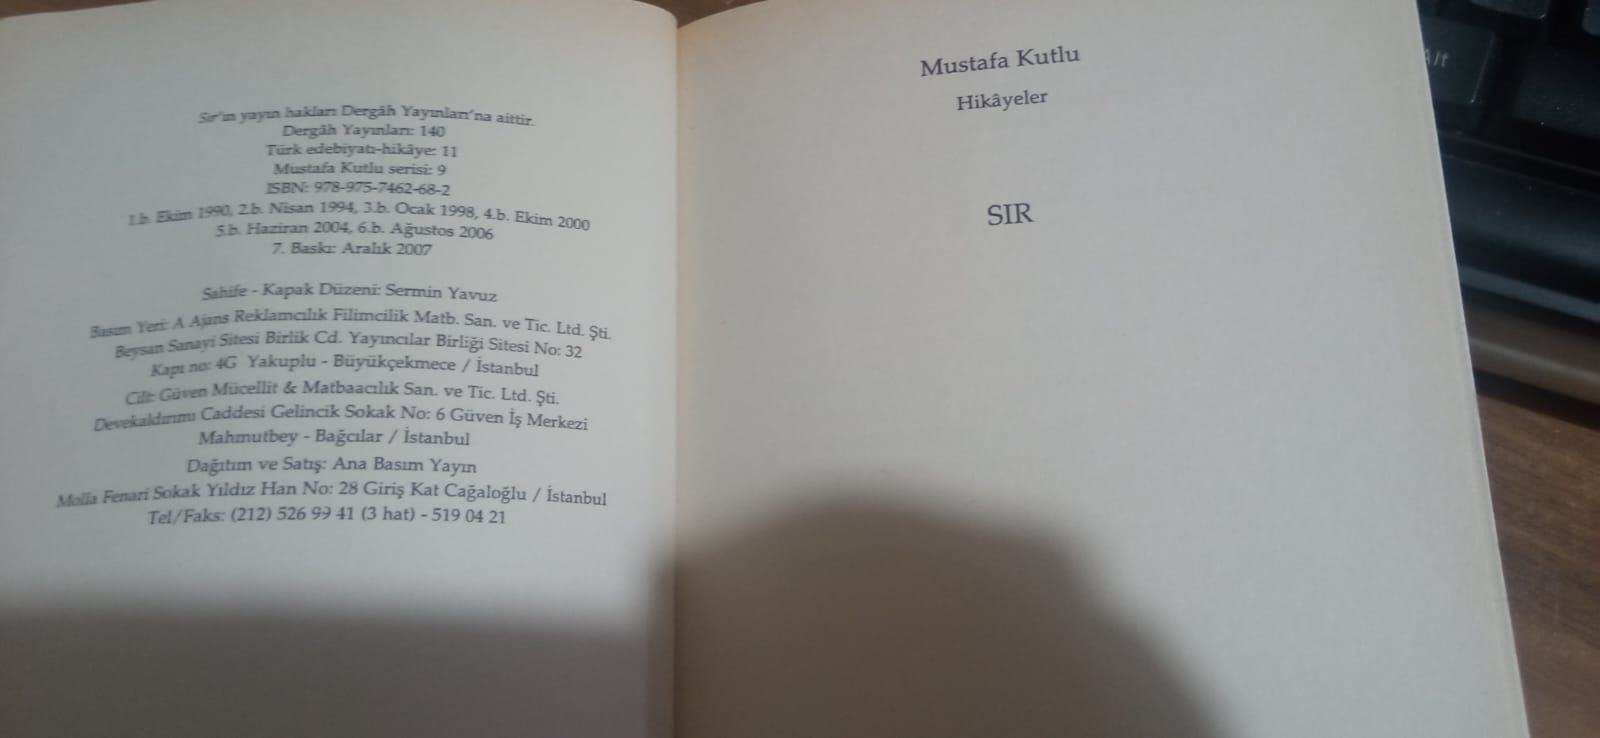 Sır'ın yayın hakları Dergâh Yayınları'na aittir.
Dergâh Yayınları: 140
Türk edebiyatı-hikâye: 11
Mustafa Kutlu serisi: 9
ISBN: 978-975-7462-68-2
1.b. Ekim 1990, 2.b. Nisan 1994, 3.b. Ocak 1998, 4.b. Ekim 2000
5.b. Haziran 2004, 6.b. Ağustos 2006
7. Baskı: Aralık 2007
Sahife - Kapak Düzeni: Sermin Yavuz
Basım Yeri: A Ajans Reklamcılık Filimcilik Matb. San. ve Tic. Ltd. Şti.
Beysan Sanayi Sitesi Birlik Cd. Yayıncılar Birliği Sitesi No: 32
Kapı no: 4G Yakuplu - Büyükçekmece / İstanbul
Cilt: Güven Mücellit & Matbaacılık San. ve Tic. Ltd. Şti.
Devekaldırımı Caddesi Gelincik Sokak No: 6 Güven İş Merkezi
Mahmutbey - Bağcılar / İstanbul
Dağıtım ve Satış: Ana Basım Yayın
Molla Fenari Sokak Yıldız Han No: 28 Giriş Kat Cağaloğlu / İstanbul
Tel/Faks: (212) 526 99 41 (3 hat) - 519 04 21
Mustafa Kutlu
Hikâyeler
SIR
Alt